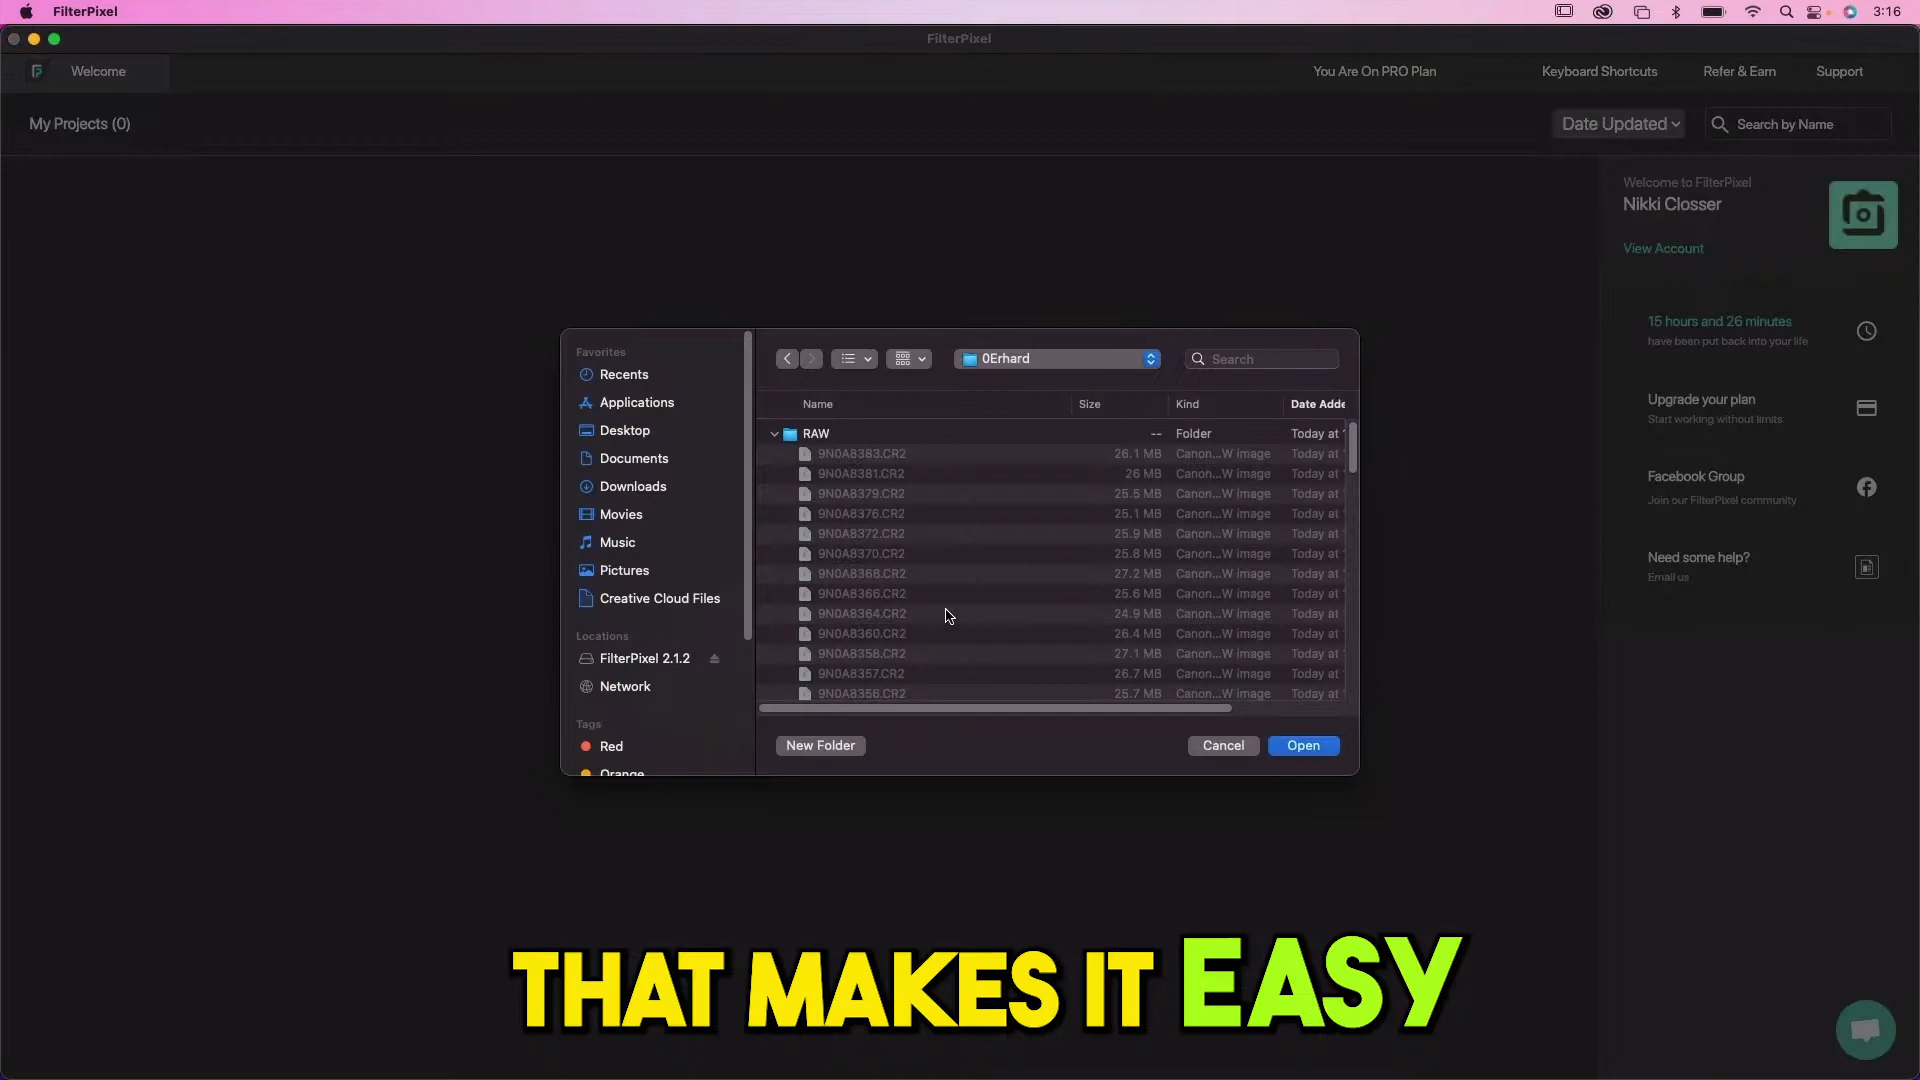 FilterPixel
3:16
FilterPixel
Welcome
You Are On PRO Plan
Keyboard Shortcuts
Refer & Earn
Support
My Projects (0)
Date Updated
Search by Name
Welcome to FilterPixel
Nikki Closser
View Account
15 hours and 26 minutes
have been put back into your life
Upgrade your plan
Start working without limits
Facebook Group
Join our FilterPixel community
Need some help?
Email us
Favorites
Recents
Applications
Desktop
Documents
Downloads
Movies
Music
Pictures
Creative Cloud Files
Locations
FilterPixel 2.1.2
Network
Tags
Red
Orange
0Erhard
Search
Name Size Kind Date Adde
RAW -- Folder Today at
9N0A8383.CR2 26.1 MB Canon...W image Today at
9N0A8381.CR2 26 MB Canon...W image Today at
9N0A8379.CR2 25.5 MB Canon...W image Today at
9N0A8376.CR2 25.1 MB Canon...W image Today at
9N0A8372.CR2 25.9 MB Canon...W image Today at
9N0A8370.CR2 25.8 MB Canon...W image Today at
9N0A8368.CR2 27.2 MB Canon...W image Today at
9N0A8366.CR2 25.6 MB Canon...W image Today at
9N0A8364.CR2 24.9 MB Canon...W image Today at
9N0A8360.CR2 26.4 MB Canon...W image Today at
9N0A8358.CR2 27.1 MB Canon...W image Today at
9N0A8357.CR2 26.7 MB Canon...W image Today at
9N0A8356.CR2 25.7 MB Canon...W image Today at
New Folder
Cancel
Open
THAT MAKES IT EASY